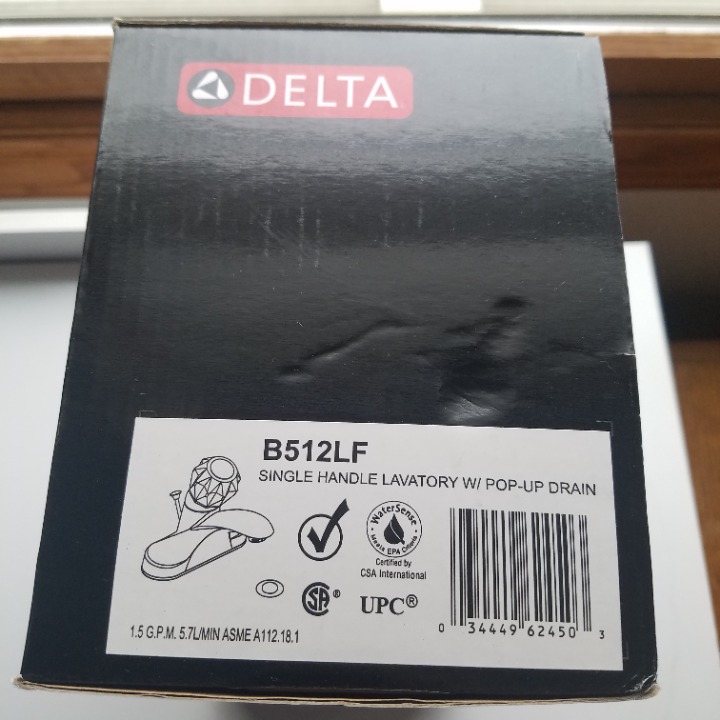 DELTA
B512LF
SINGLE HANDLE LAVATORY W/ POP-UP DRAIN
WaterSense
Meets EPA Criteria
Certified by
CSA International
SA®
UPC®
1.5 G.P.M. 5.7L/MIN ASME A112.18.1
0 34449 62450 3